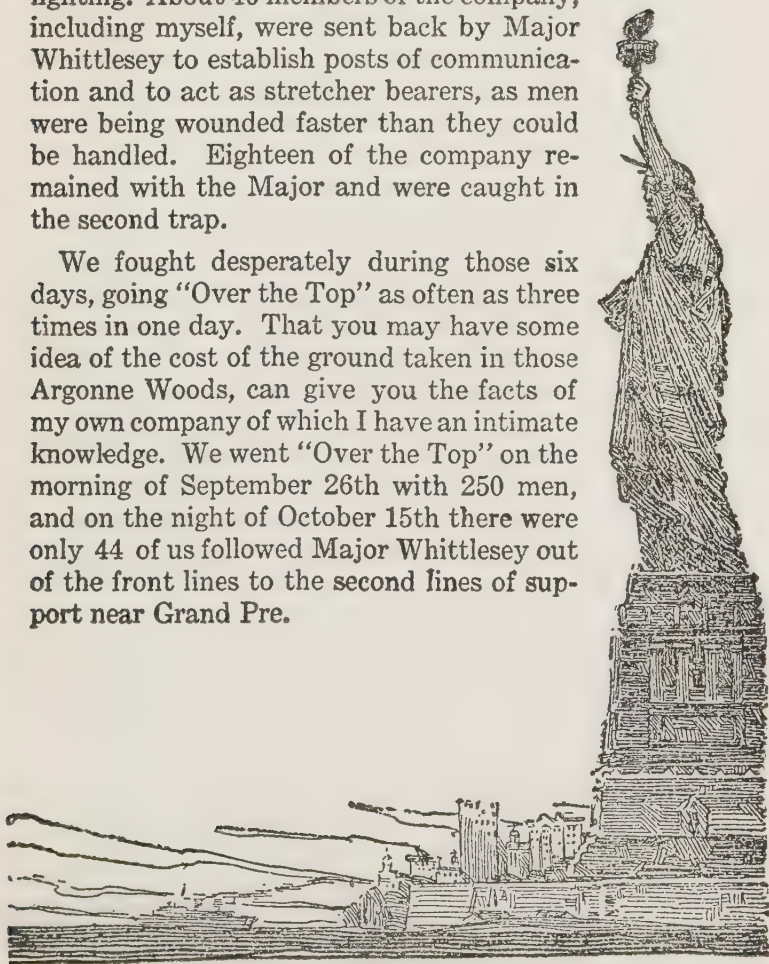 fighting. About 40 members of the company,
including myself, were sent back by Major
Whittlesey to establish posts of communica-
tion and to act as stretcher bearers, as men
were being wounded faster than they could
be handled. Eighteen of the company re-
mained with the Major and were caught in
the second trap.
We fought desperately during those six
days, going "Over the Top" as often as three
times in one day. That you may have some
idea of the cost of the ground taken in those
Argonne Woods, can give you the facts of
my own company of which I have an intimate
knowledge. We went "Over the Top" on the
morning of September 26th with 250 men,
and on the night of October 15th there were
only 44 of us followed Major Whittlesey out
of the front lines to the second lines of sup-
port near Grand Pre.